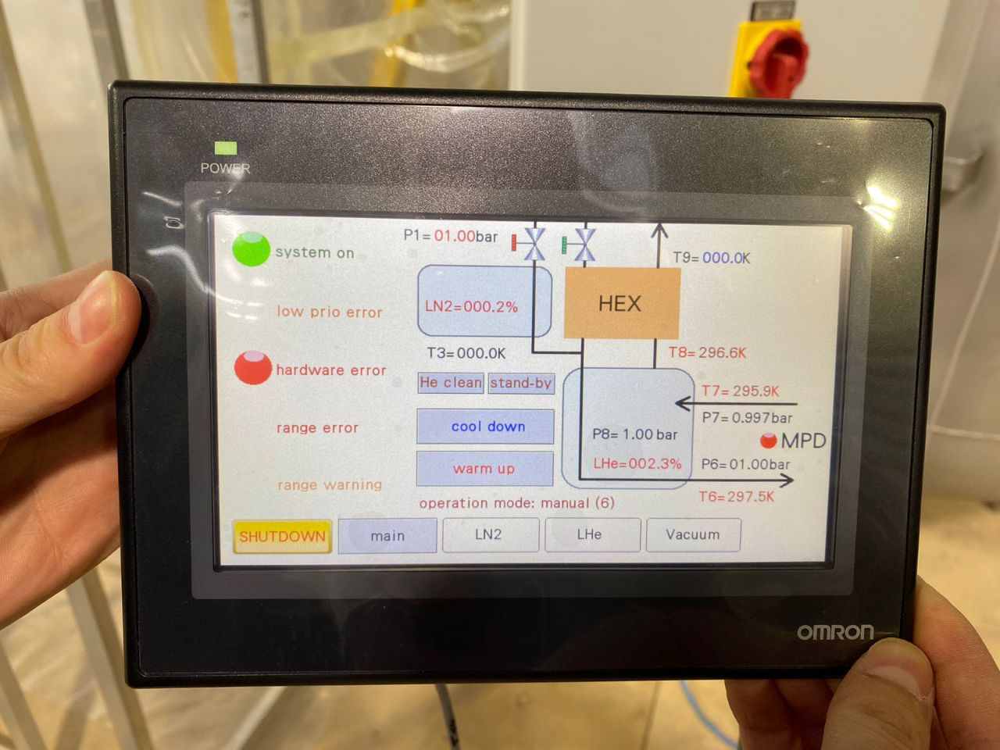 POWER
P1= 01.00bar
system on
T9= 000.0K
LN2=000.2%
HEX
low prio error
T3=000.0K
T8= 296.6K
hardware error
He clean
stand-by
T7= 295.9K
P7= 0.997bar
range error
cool down
P8= 1.00 bar
MPD
warm up
LHe=002.3%
P6= 01.00bar
range warning
operation mode: manual (6)
T6=297.5K
SHUTDOWN
main
LN2
LHe
Vacuum
OMRON